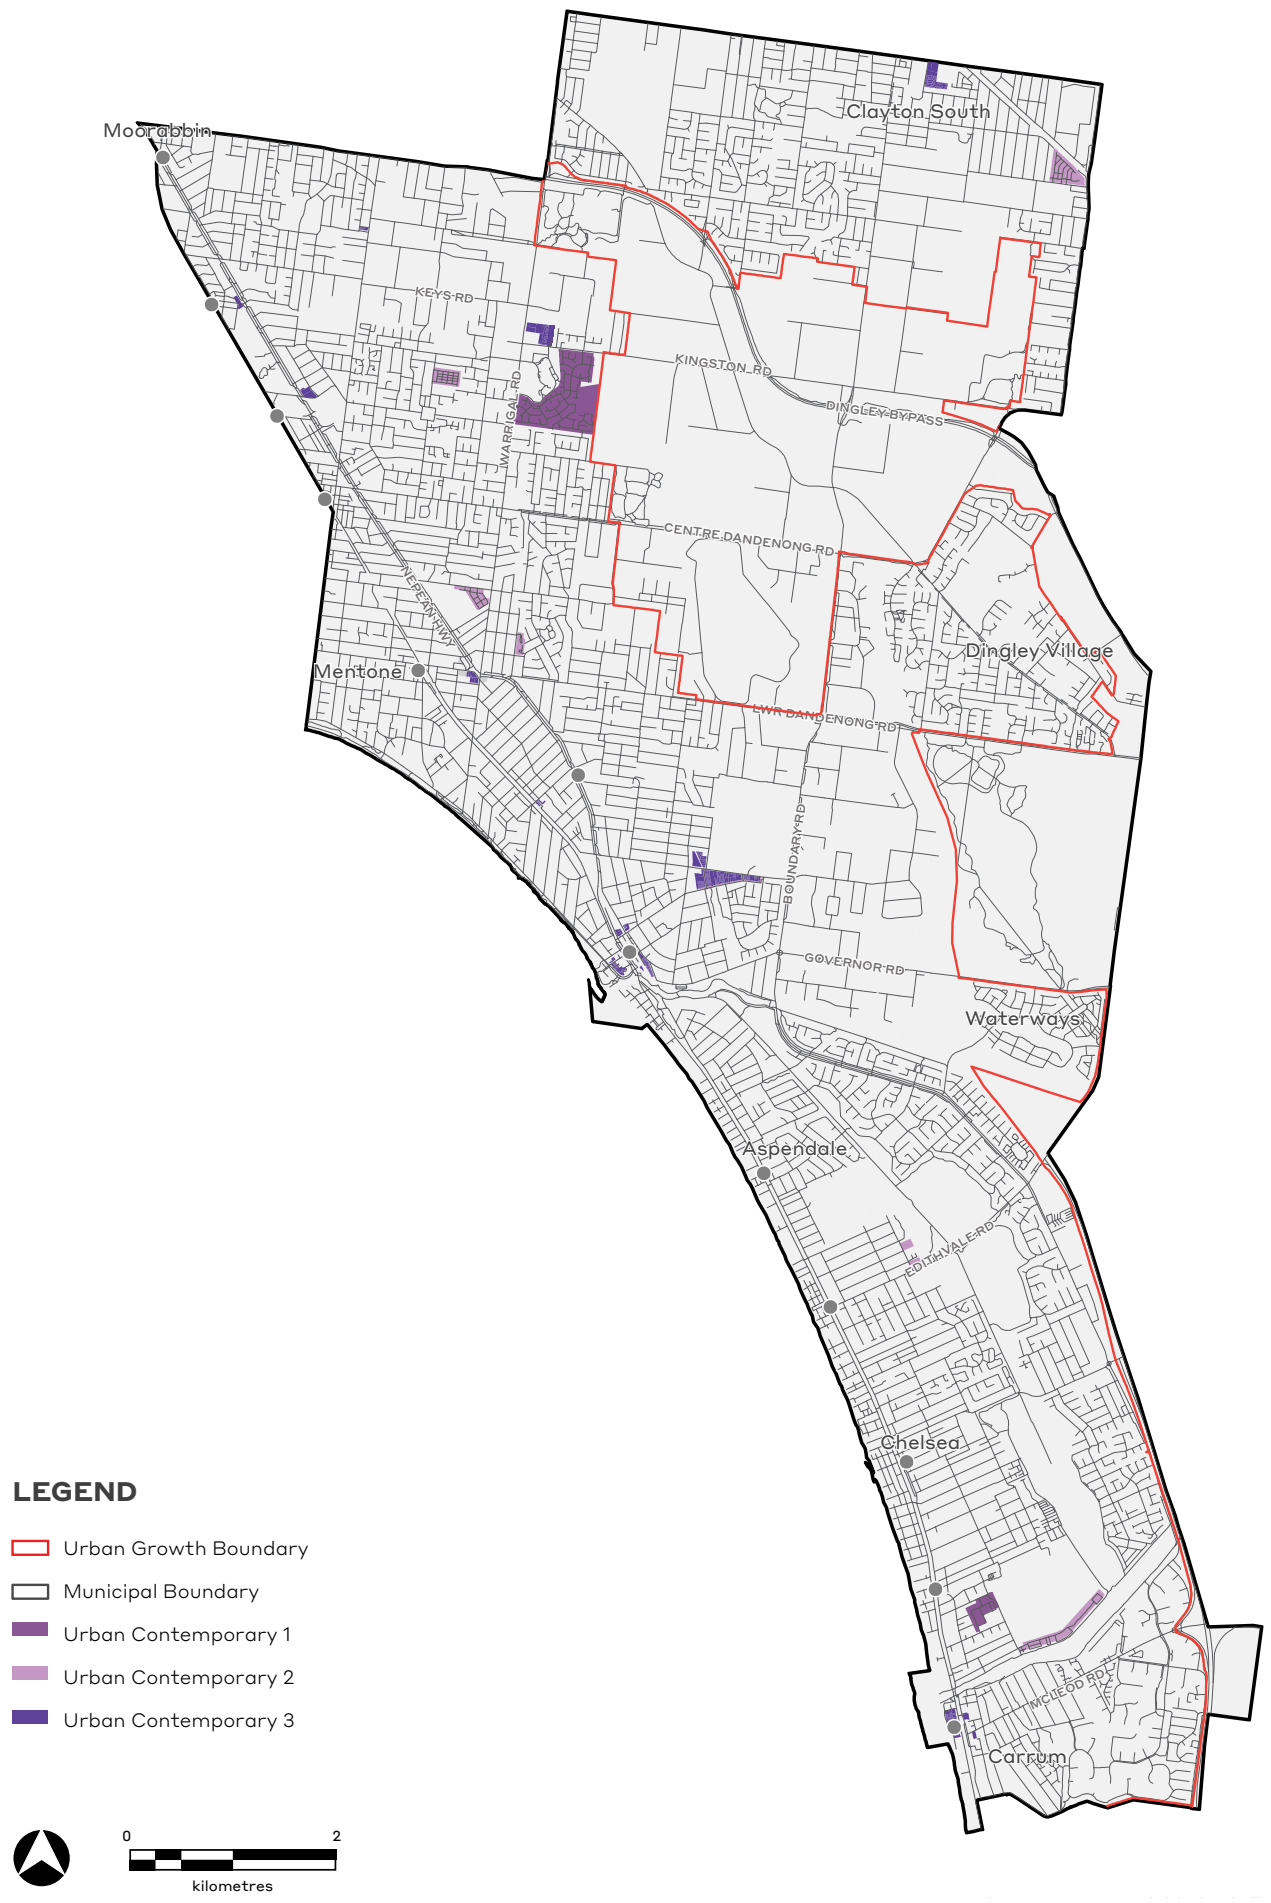 Clayton South
Moorabbin
KEYS RD
KINGSTON RD
WARRIGAL RD
DINGLEY BYPASS
CENTRE DANDENONG RD
NEPEAN HWY
Dingley Village
Mentone
LWR DANDENONG RD
BOUNDARY RD
GOVERNOR RD
Waterways
Aspendale
EDITHVALE RD
Chelsea
MCLEOD RD
Carrum
LEGEND
Urban Growth Boundary
Municipal Boundary
Urban Contemporary 1
Urban Contemporary 2
Urban Contemporary 3
0 2
kilometres